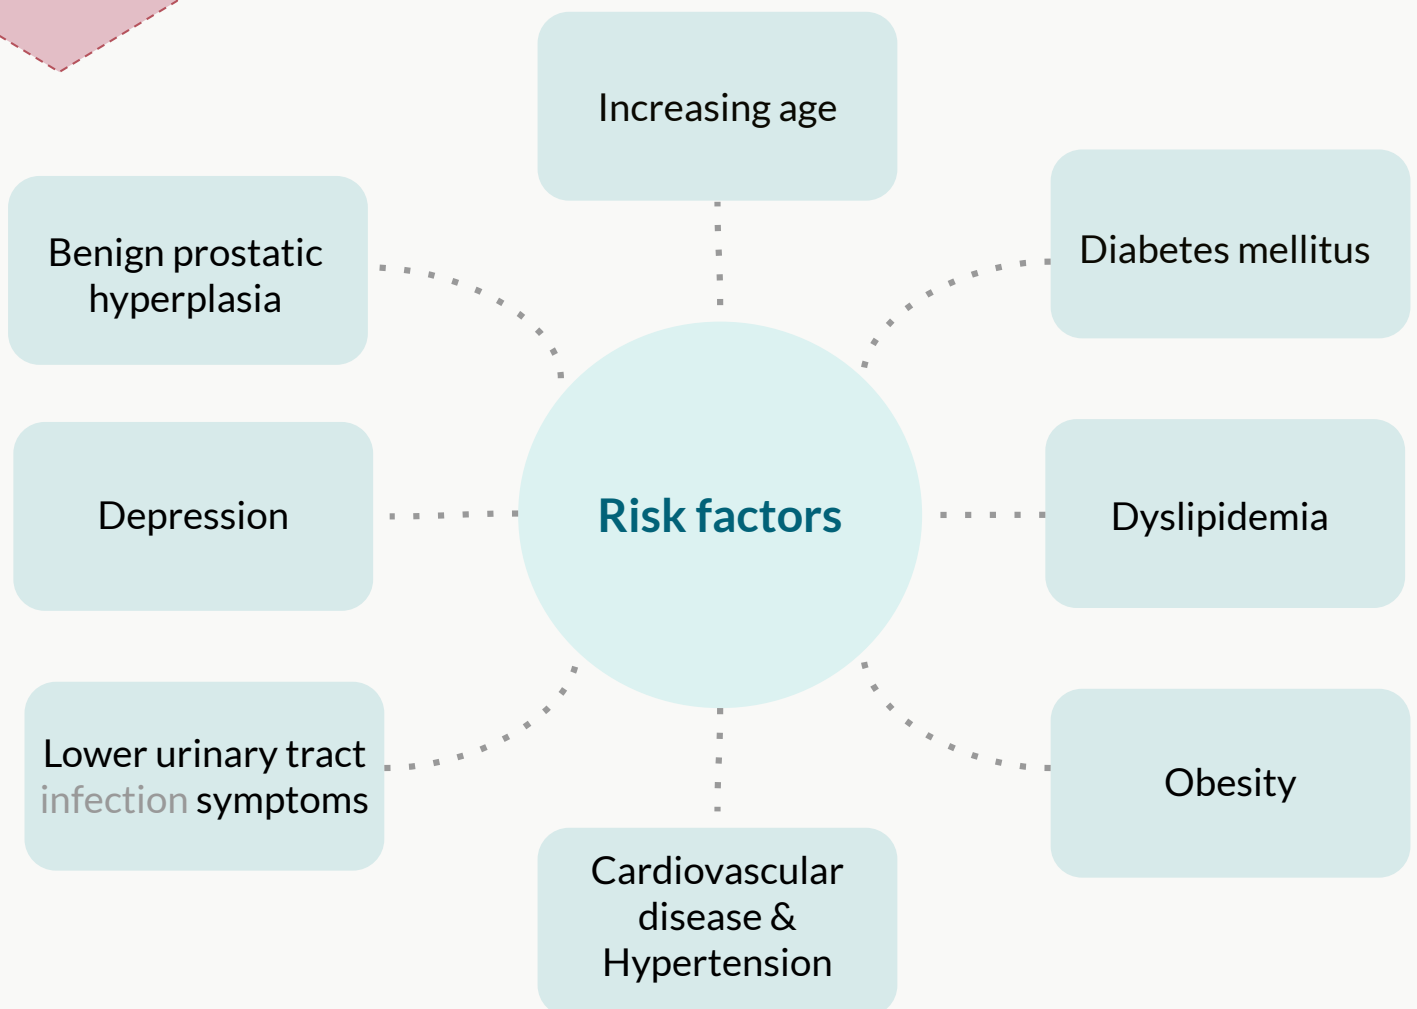 Increasing age
Diabetes mellitus
Benign prostatic
hyperplasia
Depression
Risk factors
Dyslipidemia
Lower urinary tract
infection symptoms
Obesity
Cardiovascular
disease &
Hypertension